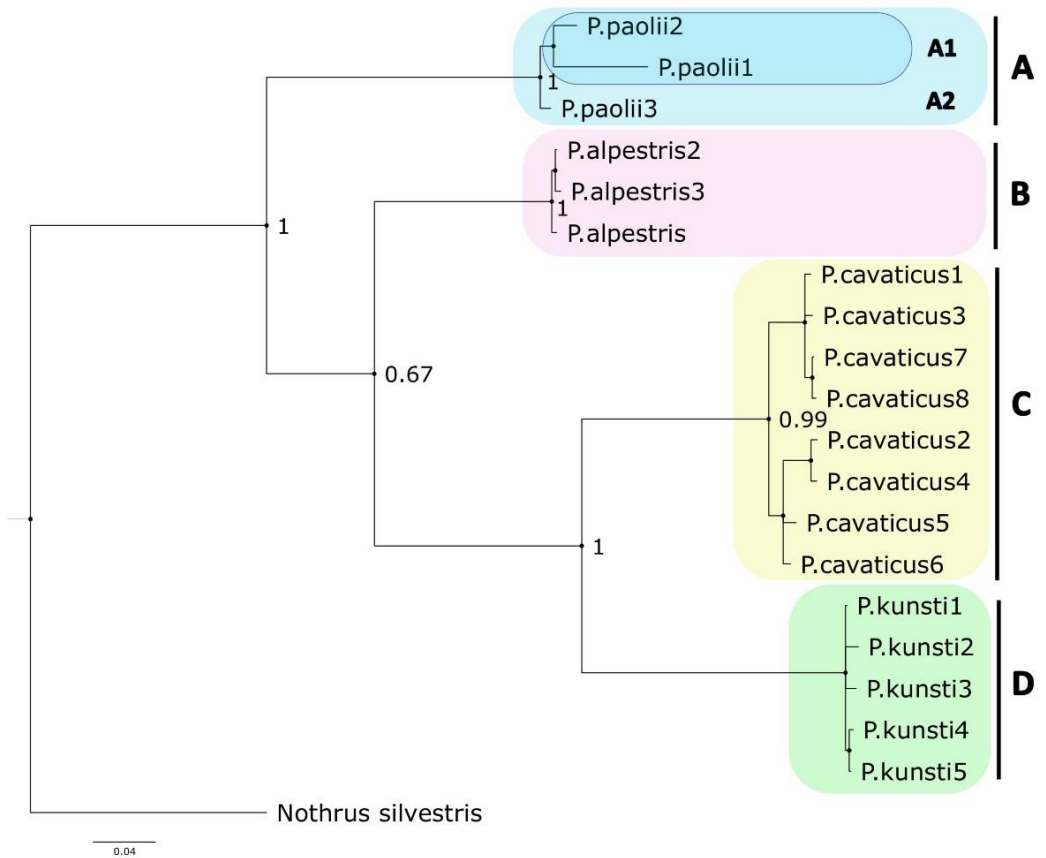 P.paolii2
A1
P.paolii1
A
1
A2
P.paolii3
P.alpestris2
P.alpestris3
B
1
P.alpestris
1
P.cavaticus1
P.cavaticus3
P.cavaticus7
0.67
P.cavaticus8
C
0.99
P.cavaticus2
P.cavaticus4
P.cavaticus5
1
P.cavaticus6
P.kunsti1
P.kunsti2
P.kunsti3
D
P.kunsti4
P.kunsti5
Nothrus silvestris
0.04